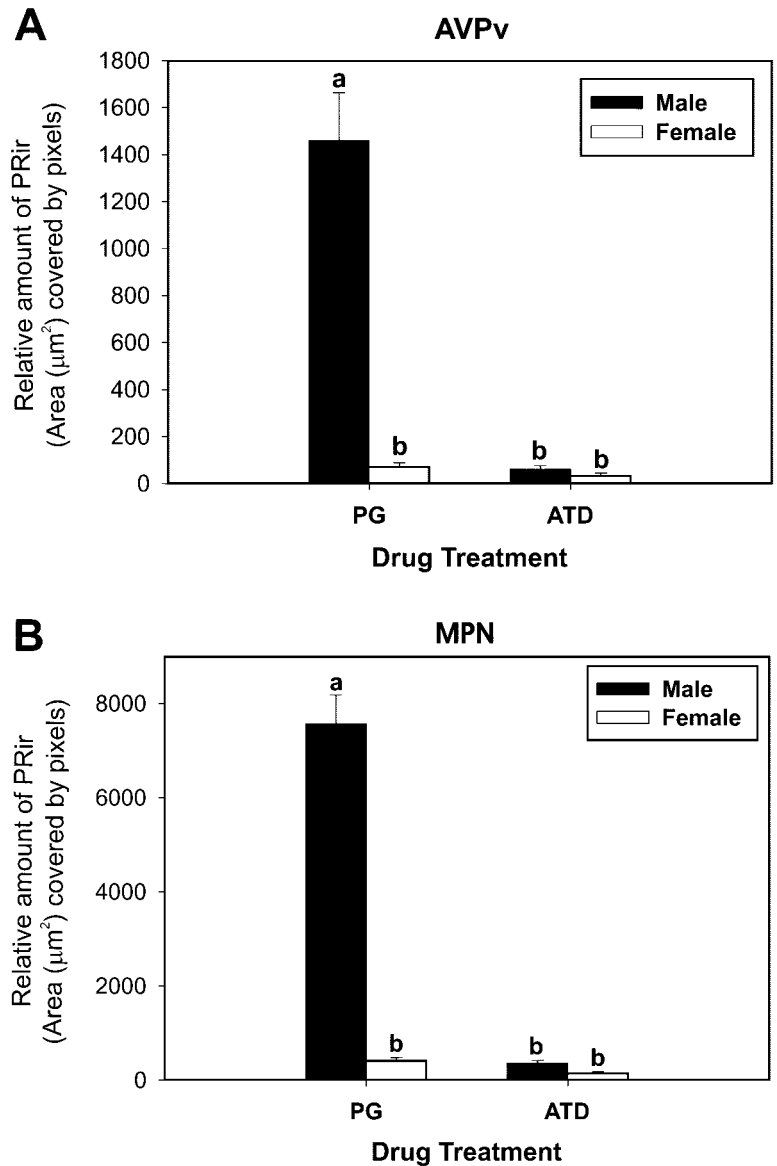 A
AVPv
Relative amount of PRir
(Area (μm²) covered by pixels)
1800
1600
1400
1200
1000
800
600
400
200
0
a
b
b
b
Male
Female
PG
ATD
Drug Treatment
B
MPN
Relative amount of PRir
(Area (μm²) covered by pixels)
8000
6000
4000
2000
0
a
b
b
b
Male
Female
PG
ATD
Drug Treatment